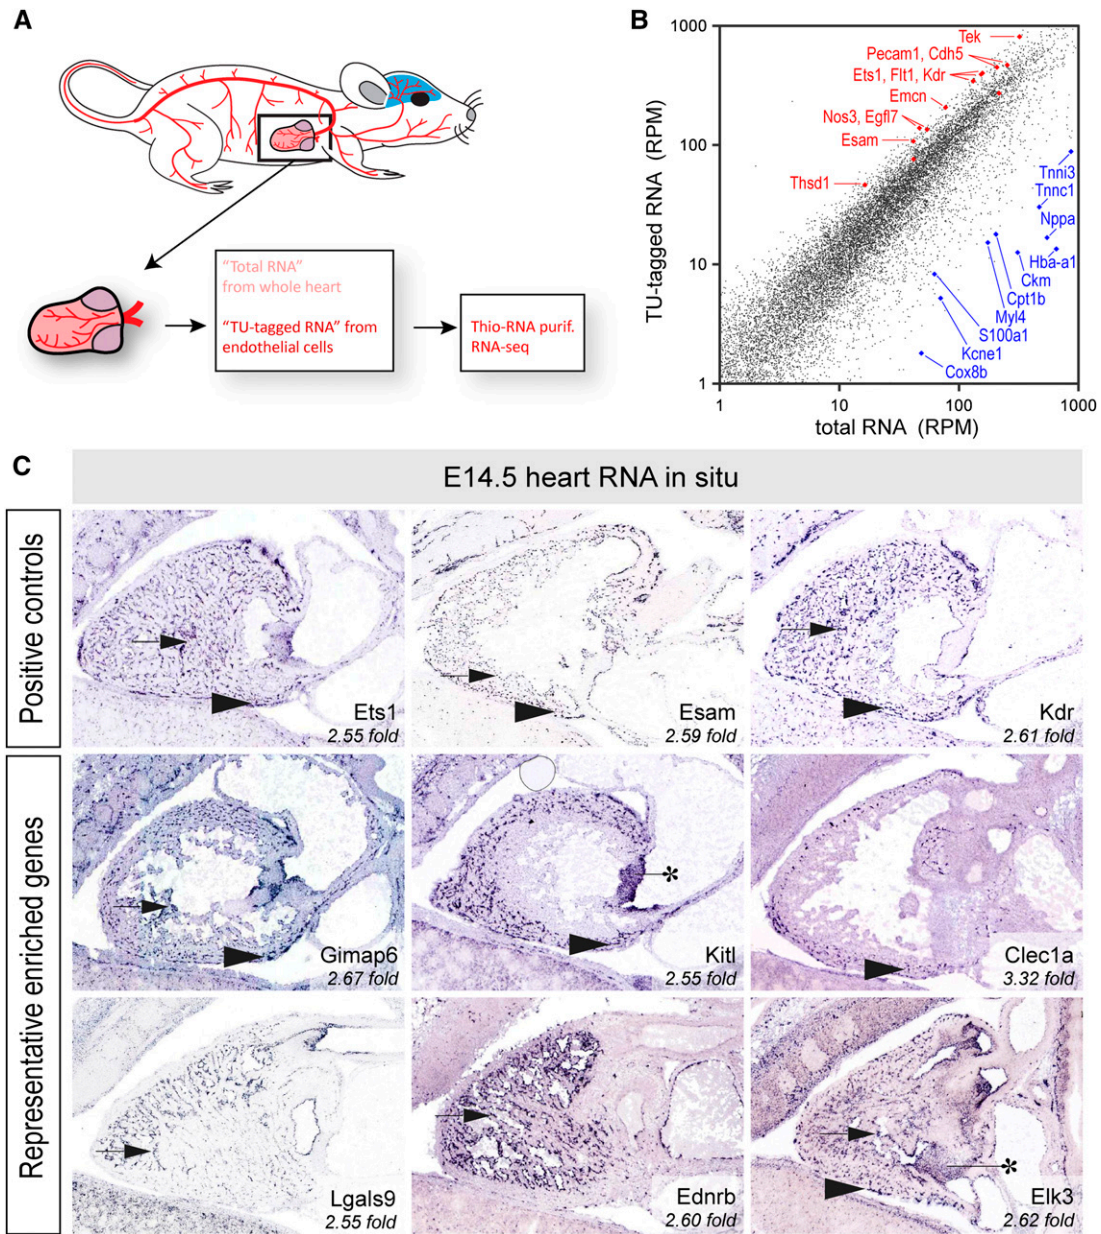 A
"Total RNA"
from whole heart
"TU-tagged RNA" from
endothelial cells
Thio-RNA purif.
RNA-seq
B
TU-tagged RNA (RPM)
1000
100
10
1
1
10
100
1000
total RNA (RPM)
Tek
Pecam1, Cdh5
Ets1, Flt1, Kdr
Emcn
Nos3, Egfl7
Esam
Thsd1
Tnni3
Tnnc1
Nppa
Hba-a1
Ckm
Cpt1b
Myl4
S100a1
Kcne1
Cox8b
C
E14.5 heart RNA in situ
Positive controls
Ets1
2.55 fold
Esam
2.59 fold
Kdr
2.61 fold
Representative enriched genes
Gimap6
2.67 fold
Kitl
2.55 fold
*
Clec1a
3.32 fold
Lgals9
2.55 fold
Ednrb
2.60 fold
Elk3
2.62 fold
*